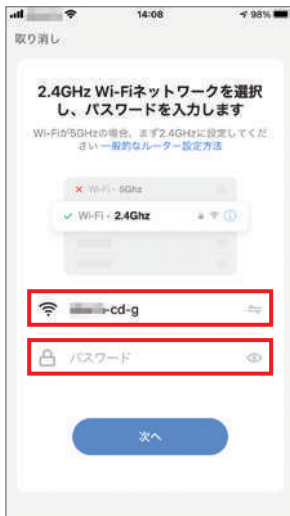 14:08
98%
取り消し
2.4GHz Wi-Fiネットワークを選択
し、パスワードを入力します
Wi-Fiが5GHzの場合、まず2.4GHzに設定してくだ
さい 一般的なルーター設定方法
Wi-Fi - 5Ghz
Wi-Fi - 2.4Ghz
-cd-g
パスワード
次へ